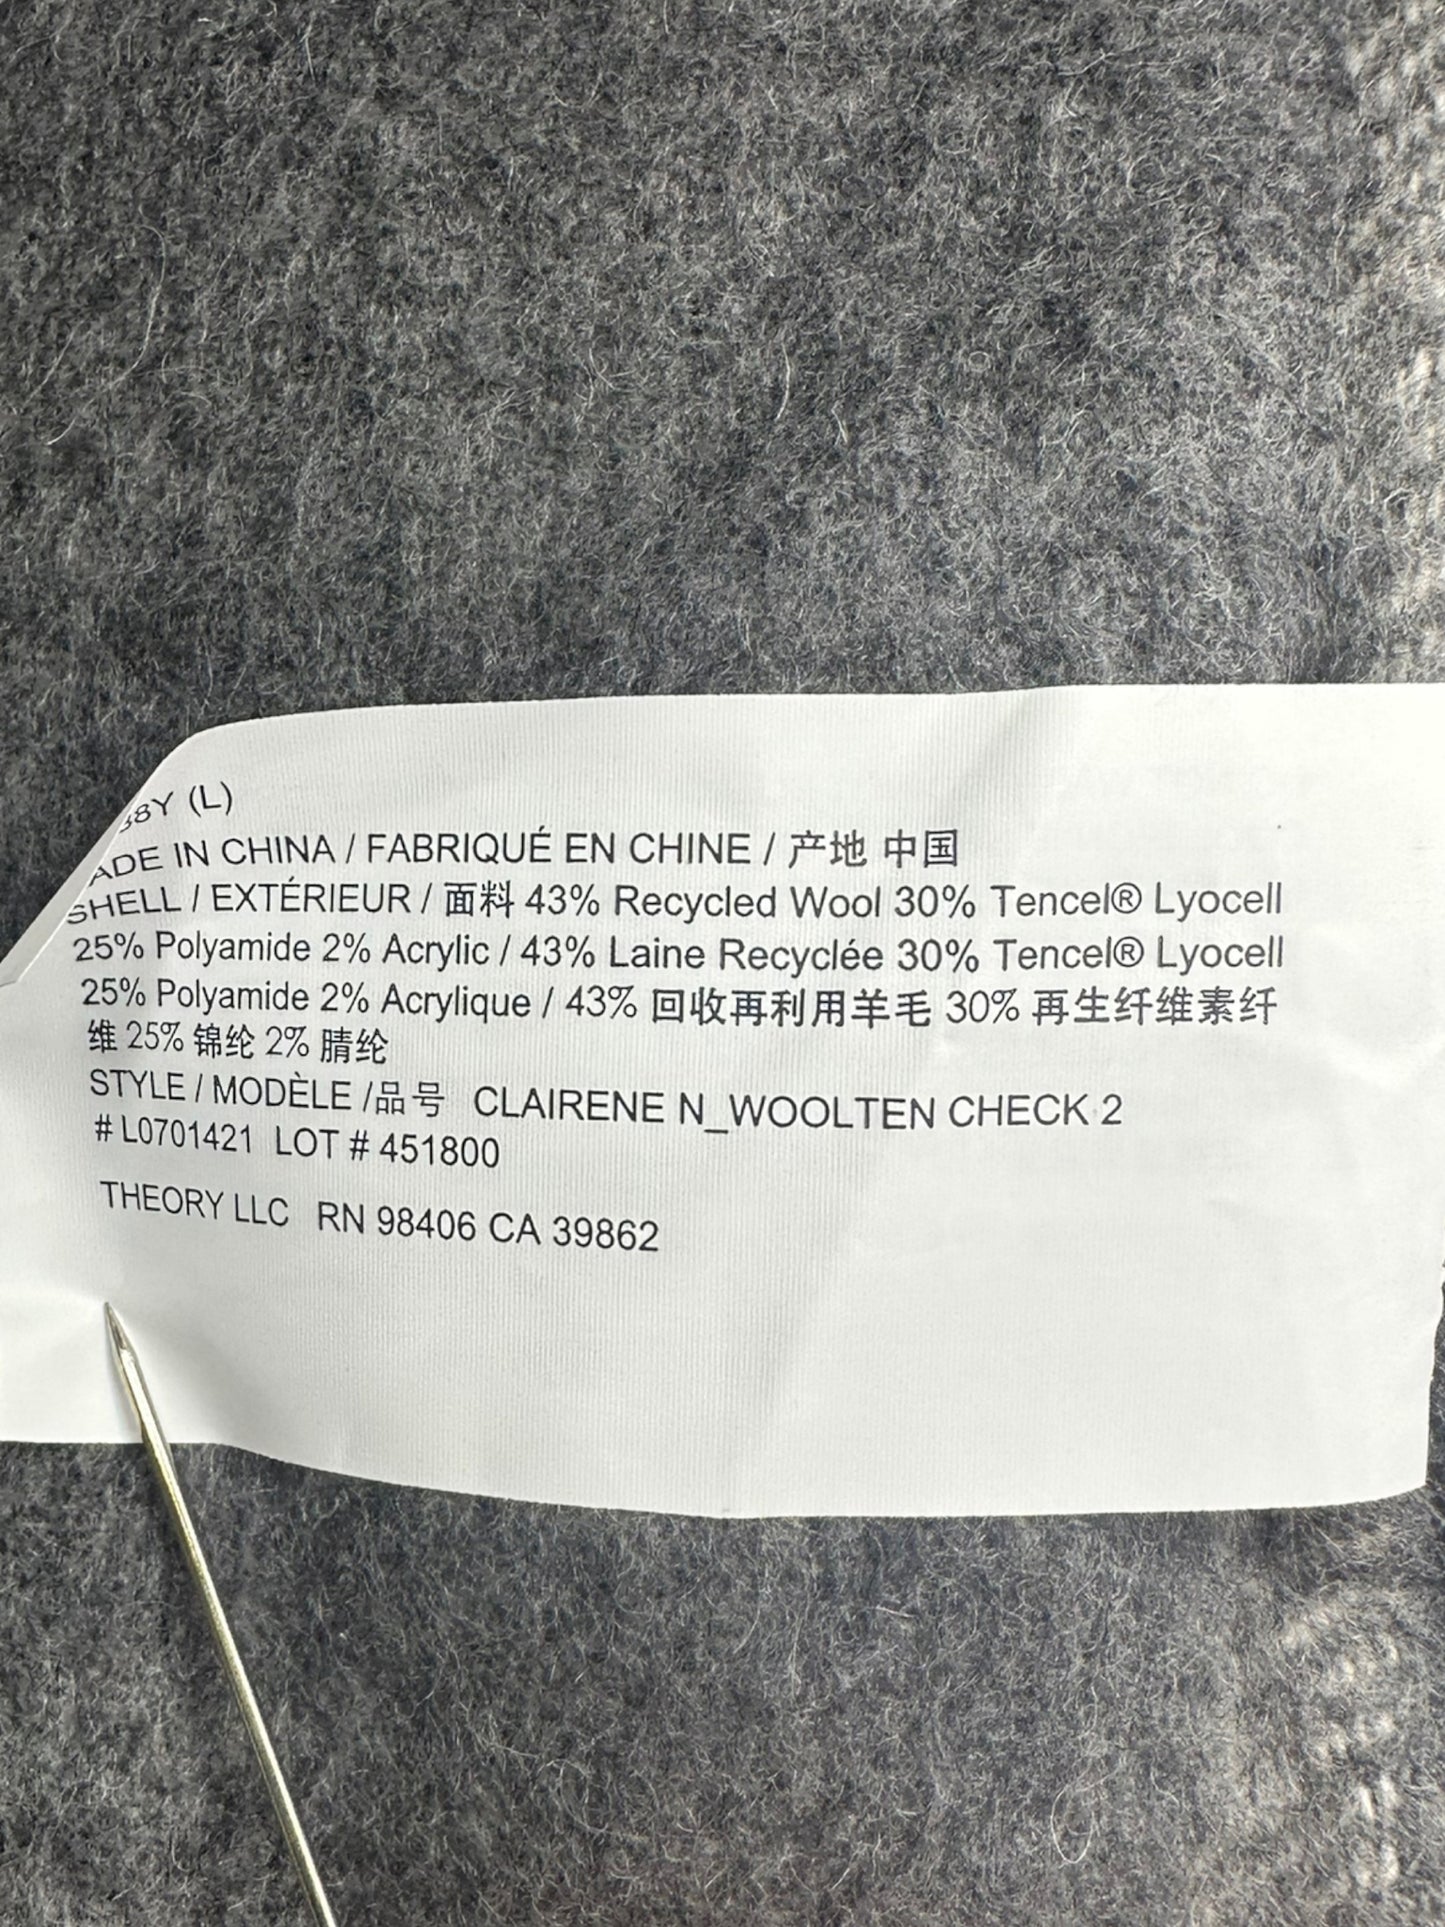 88Y (L)
MADE IN CHINA / FABRIQUÉ EN CHINE / 产地 中国
SHELL / EXTÉRIEUR / 面料 43% Recycled Wool 30% Tencel® Lyocell
25% Polyamide 2% Acrylic / 43% Laine Recyclée 30% Tencel® Lyocell
25% Polyamide 2% Acrylique / 43% 回收再利用羊毛 30% 再生纤维素纤
维 25% 锦纶 2% 腈纶
STYLE / MODÈLE /品号 CLAIRENE N_WOOLTEN CHECK 2
# L0701421 LOT # 451800
THEORY LLC RN 98406 CA 39862